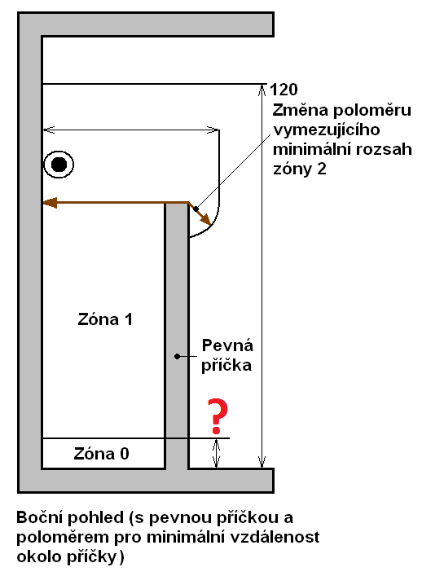 120
Změna poloměru
vymezujícího
minimální rozsah
zóny 2
Zóna 1
Pevná
příčka
?
Zóna 0
Boční pohled (s pevnou příčkou a
poloměrem pro minimální vzdálenost
okolo příčky)